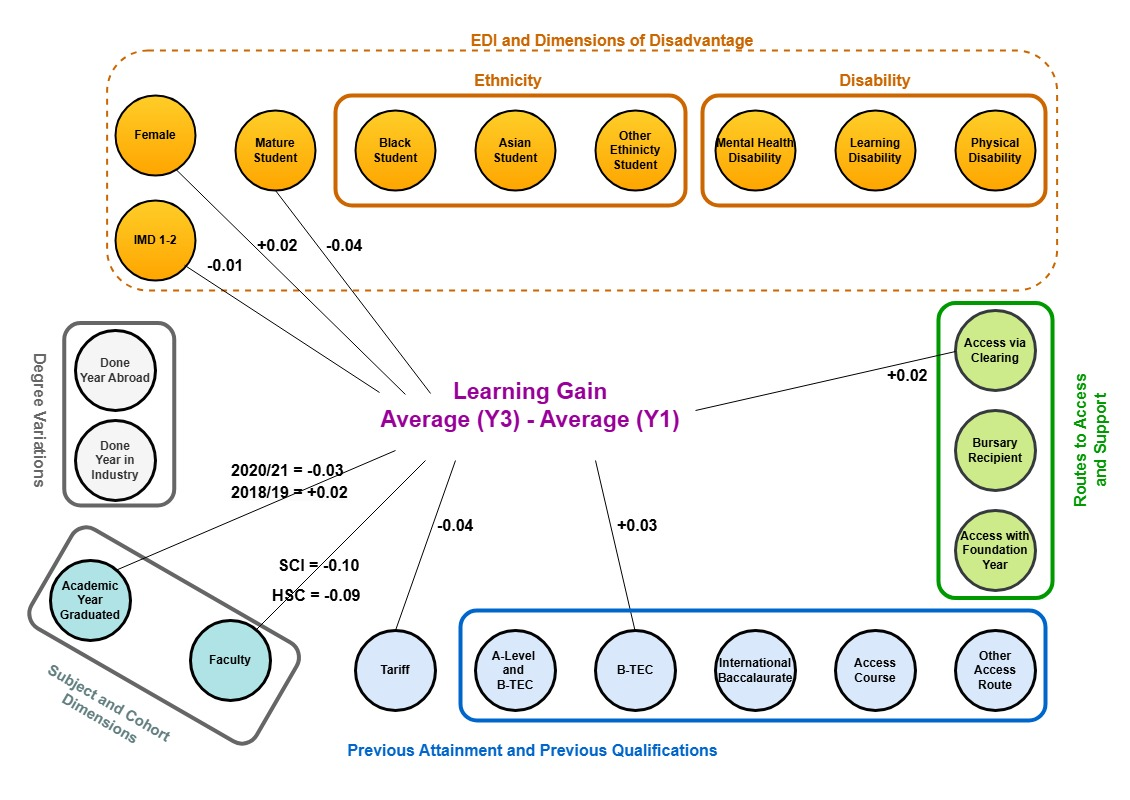 EDI and Dimensions of Disadvantage
Ethnicity
Disability
Female
Mature
Student
Black
Student
Asian
Student
Other
Ethinicty
Student
Mental Health
Disability
Learning
Disability
Physical
Disability
IMD 1-2
+0.02
-0.04
-0.01
Degree Variations
Done
Year Abroad
Done
Year in
Industry
Learning Gain
Average (Y3) - Average (Y1)
+0.02
Access via
Clearing
Bursary
Recipient
Access with
Foundation
Year
Routes to Access
and Support
2020/21 = -0.03
2018/19 = +0.02
-0.04
+0.03
SCI = -0.10
HSC = -0.09
Academic
Year
Graduated
Faculty
Subject and Cohort
Dimensions
Tariff
A-Level
and
B-TEC
B-TEC
International
Baccalaurate
Access
Course
Other
Access
Route
Previous Attainment and Previous Qualifications